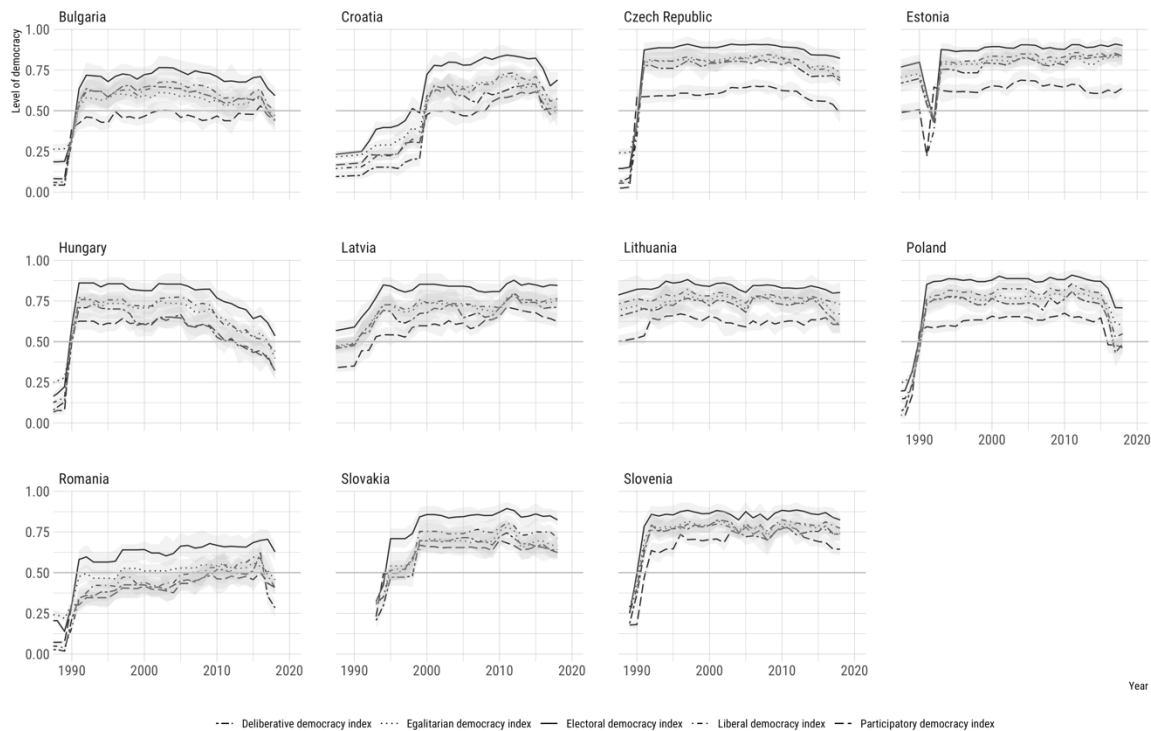 Bulgaria Croatia Czech Republic Estonia
Level of democracy
1.00
0.75
0.50
0.25
0.00
Hungary Latvia Lithuania Poland
1.00
0.75
0.50
0.25
0.00
1990 2000 2010 2020
Romania Slovakia Slovenia
1.00
0.75
0.50
0.25
0.00
1990 2000 2010 2020 1990 2000 2010 2020 1990 2000 2010 2020
Year
Deliberative democracy index Egalitarian democracy index Electoral democracy index Liberal democracy index Participatory democracy index